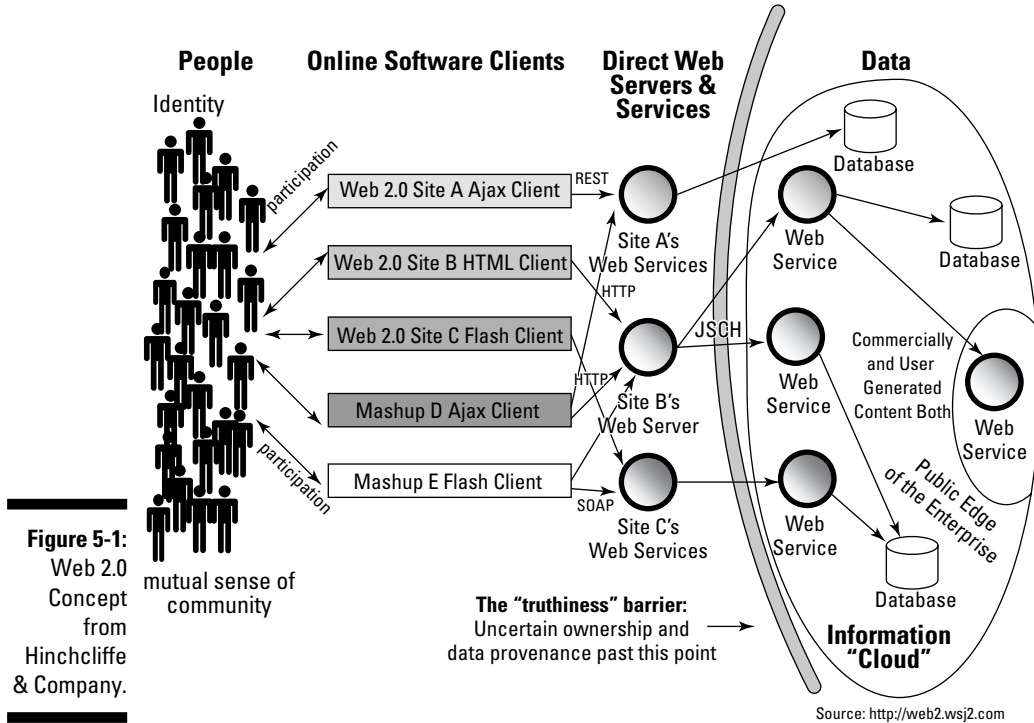 People
Online Software Clients
Direct Web
Servers &
Services
Data
Identity
participation
Web 2.0 Site A Ajax Client
Web 2.0 Site B HTML Client
Web 2.0 Site C Flash Client
Mashup D Ajax Client
Mashup E Flash Client
participation
mutual sense of
community
REST
HTTP
HTTP
SOAP
Site A's
Web Services
Site B's
Web Server
Site C's
Web Services
JSCH
Database
Web
Service
Database
Web
Service
Commercially
and User
Generated
Content Both
Web
Service
Web
Service
Public Edge
of the Enterprise
Database
Information
"Cloud"
The "truthiness" barrier:
Uncertain ownership and
data provenance past this point
Figure 5-1:
Web 2.0
Concept
from
Hinchcliffe
& Company.
Source: http://web2.wsj2.com